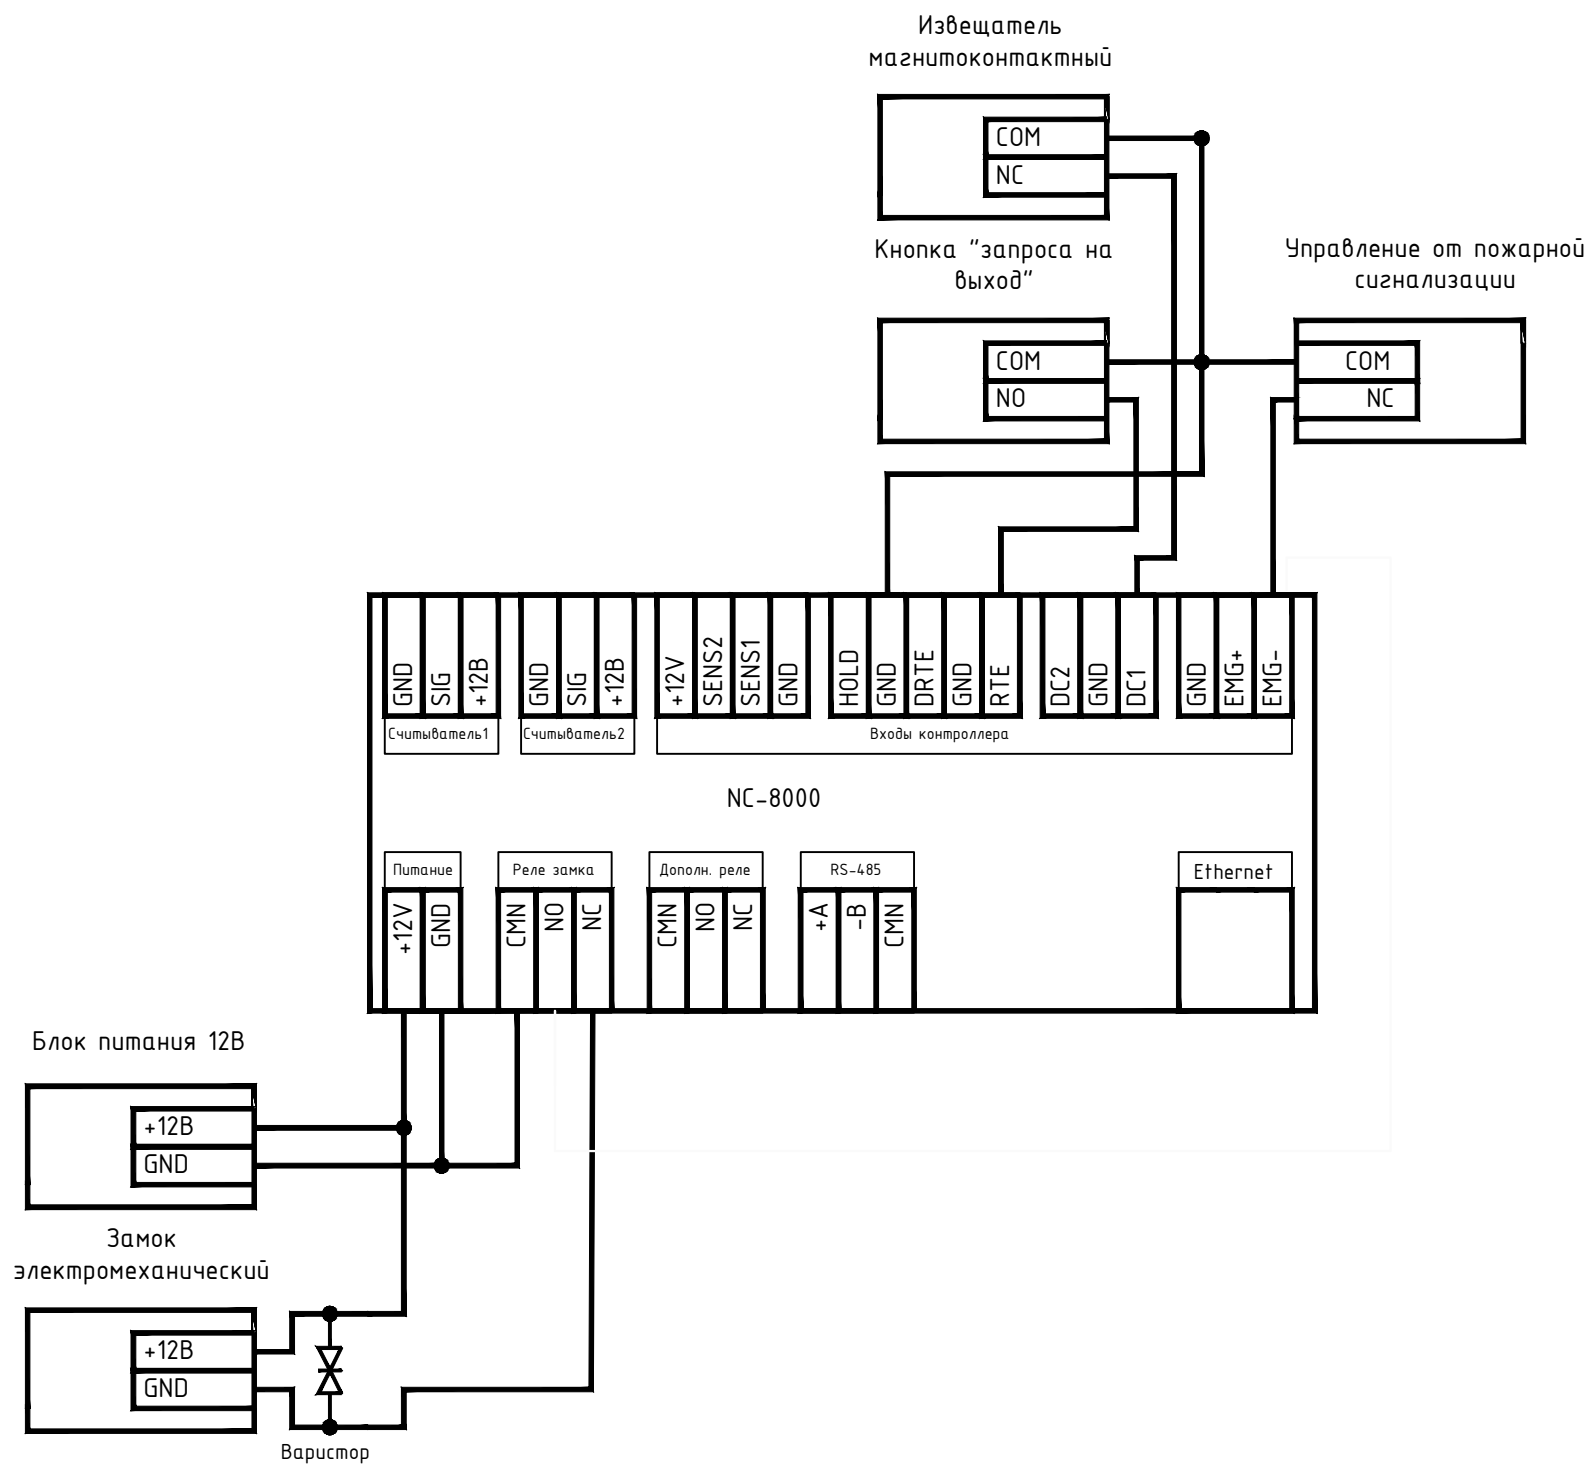 Извещатель
магнитоконтактный
COM
NC
Кнопка "запроса на
выход"
COM
NO
Управление от пожарной
сигнализации
COM
NC
GND
SIG
+12В
GND
SIG
+12В
+12V
SENS2
SENS1
GND
HOLD
GND
DRTE
GND
RTE
DC2
GND
DC1
GND
EMG+
EMG-
Считыватель1
Считыватель2
Входы контроллера
NC-8000
Питание
Реле замка
Дополн. реле
RS-485
Ethernet
+12V
GND
CMN
NO
NC
CMN
NO
NC
+A
-B
CMN
Блок питания 12В
+12В
GND
Замок
электромеханический
+12В
GND
Варистор